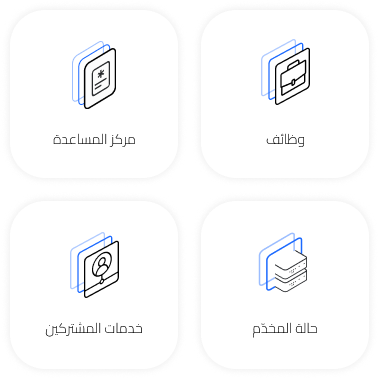 وظائف
مركز المساعدة
حالة المخدّم
خدمات المشتركين